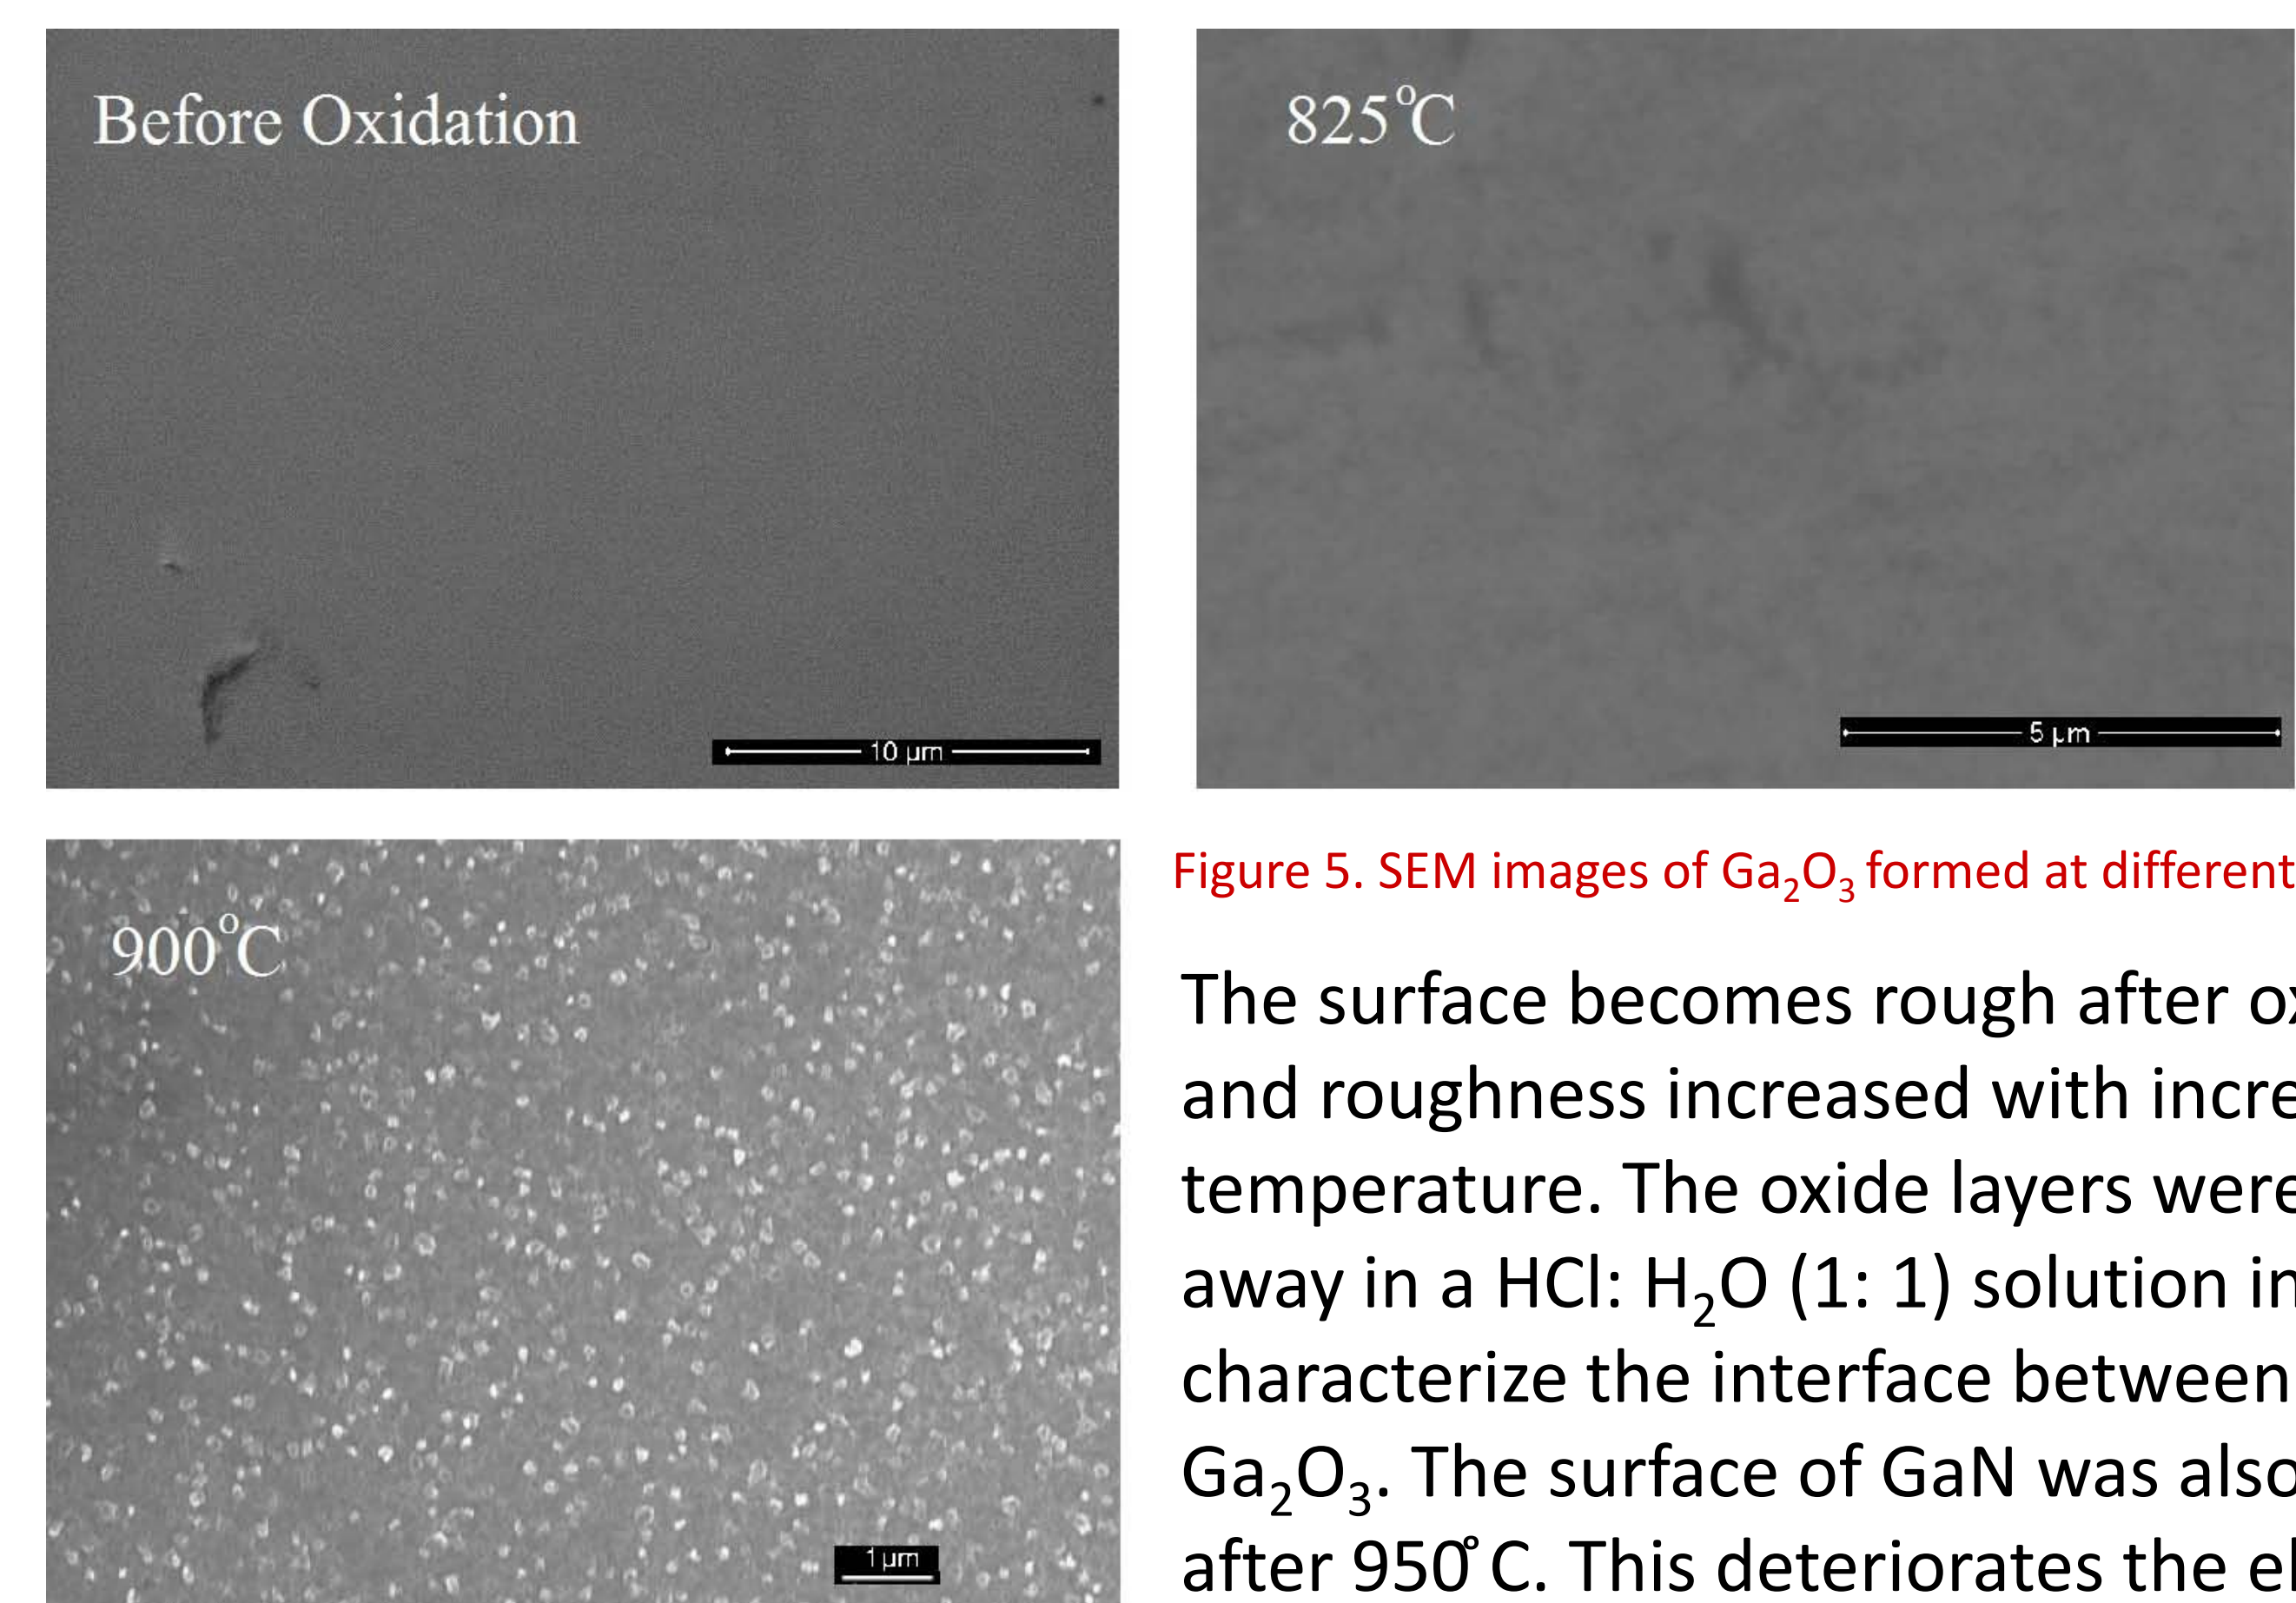 Before Oxidation
10 µm
825°C
5 µm
900°C
1 µm
Figure 5. SEM images of Ga₂O₃ formed at different
The surface becomes rough after
and roughness increased with
temperature. The oxide layers were
away in a HCl: H₂O (1: 1) solution
characterize the interface between
Ga₂O₃. The surface of GaN was also
after 950°C. This deteriorates the